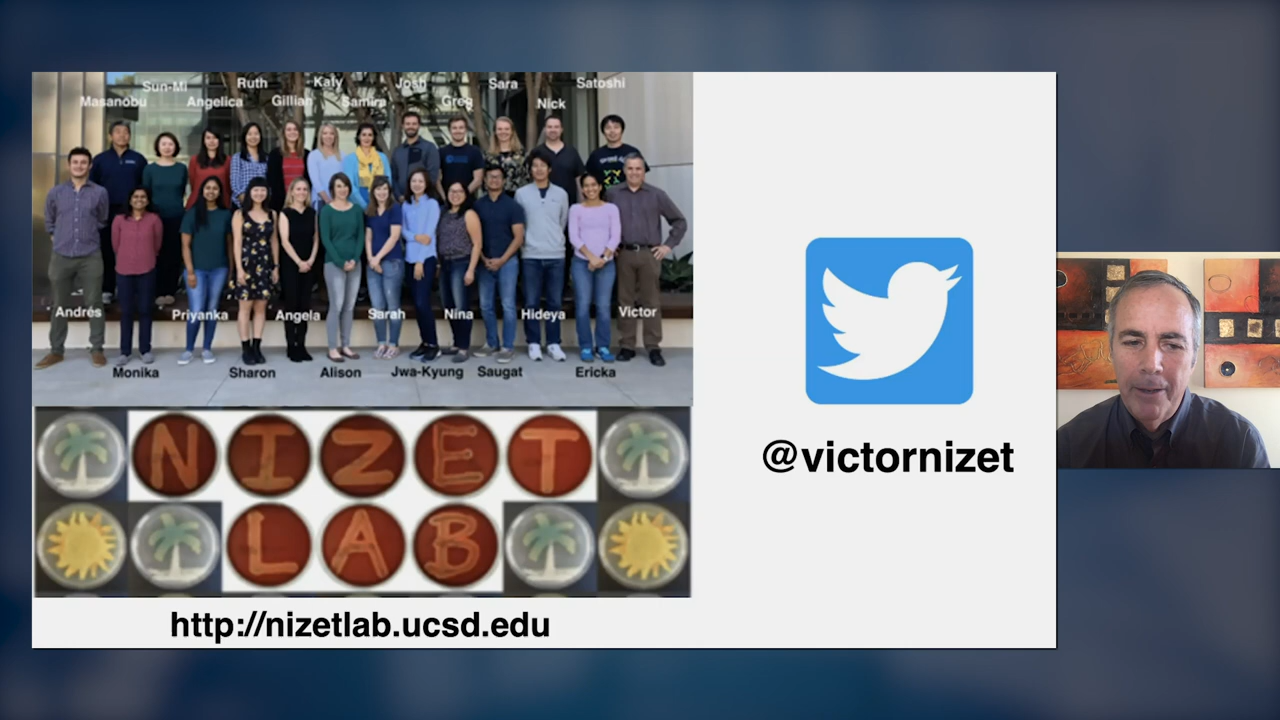 Ruth Katy Josh Sara Satoshi
Sun-Mi
Masanobu Angelica Gillian Samira Greg Nick
Andrés Priyanka Angela Sarah Nina Hideya Victor
Monika Sharon Alison Jwa-Kyung Saugat Ericka
NIZET
LAB
http://nizetlab.ucsd.edu
@victornizet